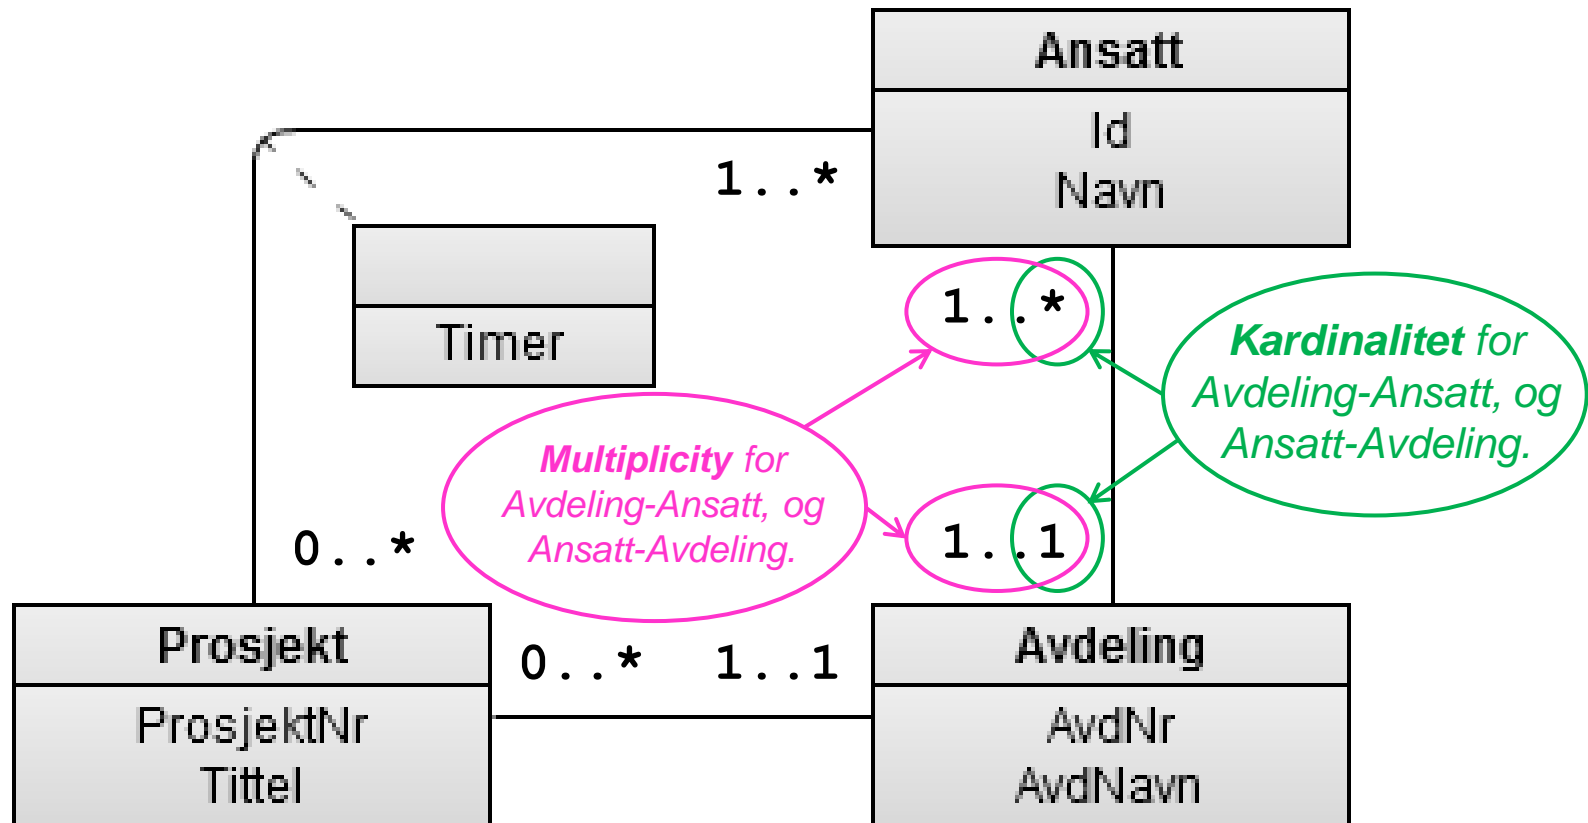 Ansatt
Id
Navn
1..*
Timer
1..*
Kardinalitet for
Avdeling-Ansatt, og
Ansatt-Avdeling.
Multiplicity for
Avdeling-Ansatt, og
Ansatt-Avdeling.
0..*
1..1
Prosjekt
ProsjektNr
Tittel
0..* 1..1
Avdeling
AvdNr
AvdNavn